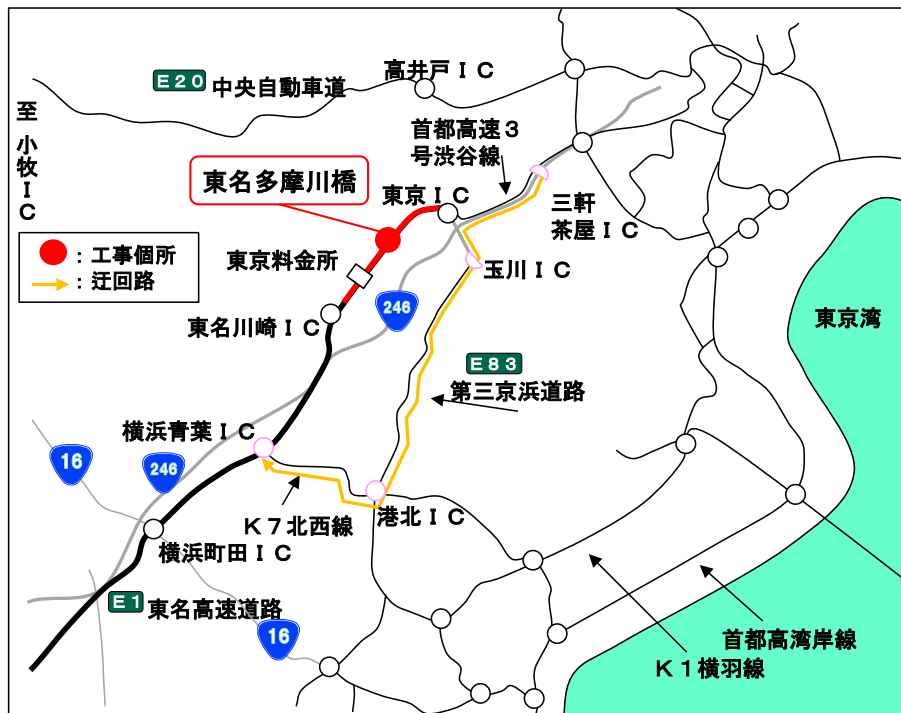 Ｅ２０ 中央自動車道
高井戸ＩＣ
至 小牧ＩＣ
首都高速３
号渋谷線
東名多摩川橋
東京ＩＣ
三軒
茶屋ＩＣ
：工事個所
：迂回路
東京料金所
玉川ＩＣ
246
東名川崎ＩＣ
東京湾
Ｅ８３
第三京浜道路
横浜青葉ＩＣ
16
246
Ｋ７北西線
港北ＩＣ
横浜町田ＩＣ
Ｅ１ 東名高速道路
16
首都高湾岸線
Ｋ１横羽線